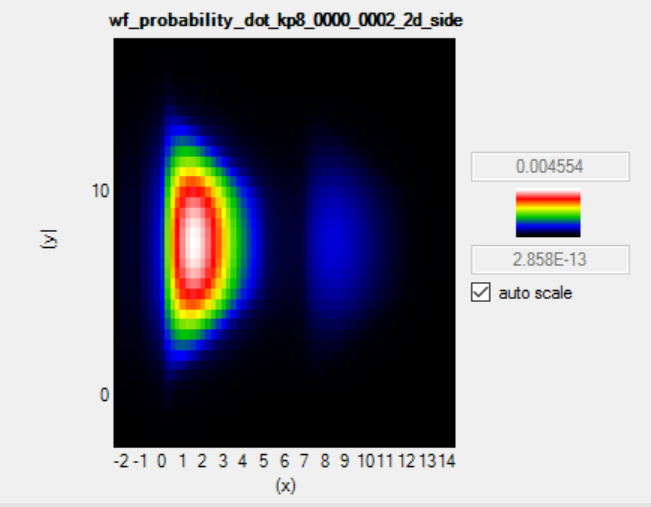 wf_probability_dot_kp8_0000_0002_2d_side
0.004554
10
(y)
2.858E-13
auto scale
0
-2 -1 0 1 2 3 4 5 6 7 8 9 10 11 12 13 14
(x)